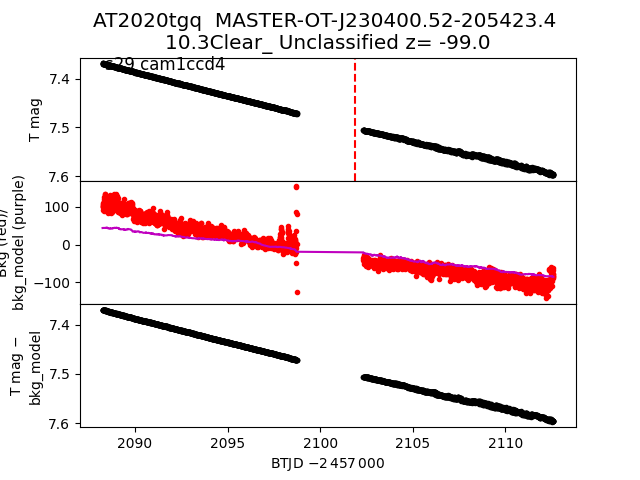 AT2020tgq MASTER-OT-J230400.52-205423.4
10.3Clear_ Unclassified z= -99.0
s29 cam1ccd4
7.4
7.5
7.6
T mag
100
0
−100
Bkg (red)/
bkg_model (purple)
7.4
7.5
7.6
T mag −
bkg_model
2090
2095
2100
2105
2110
BTJD −2 457 000